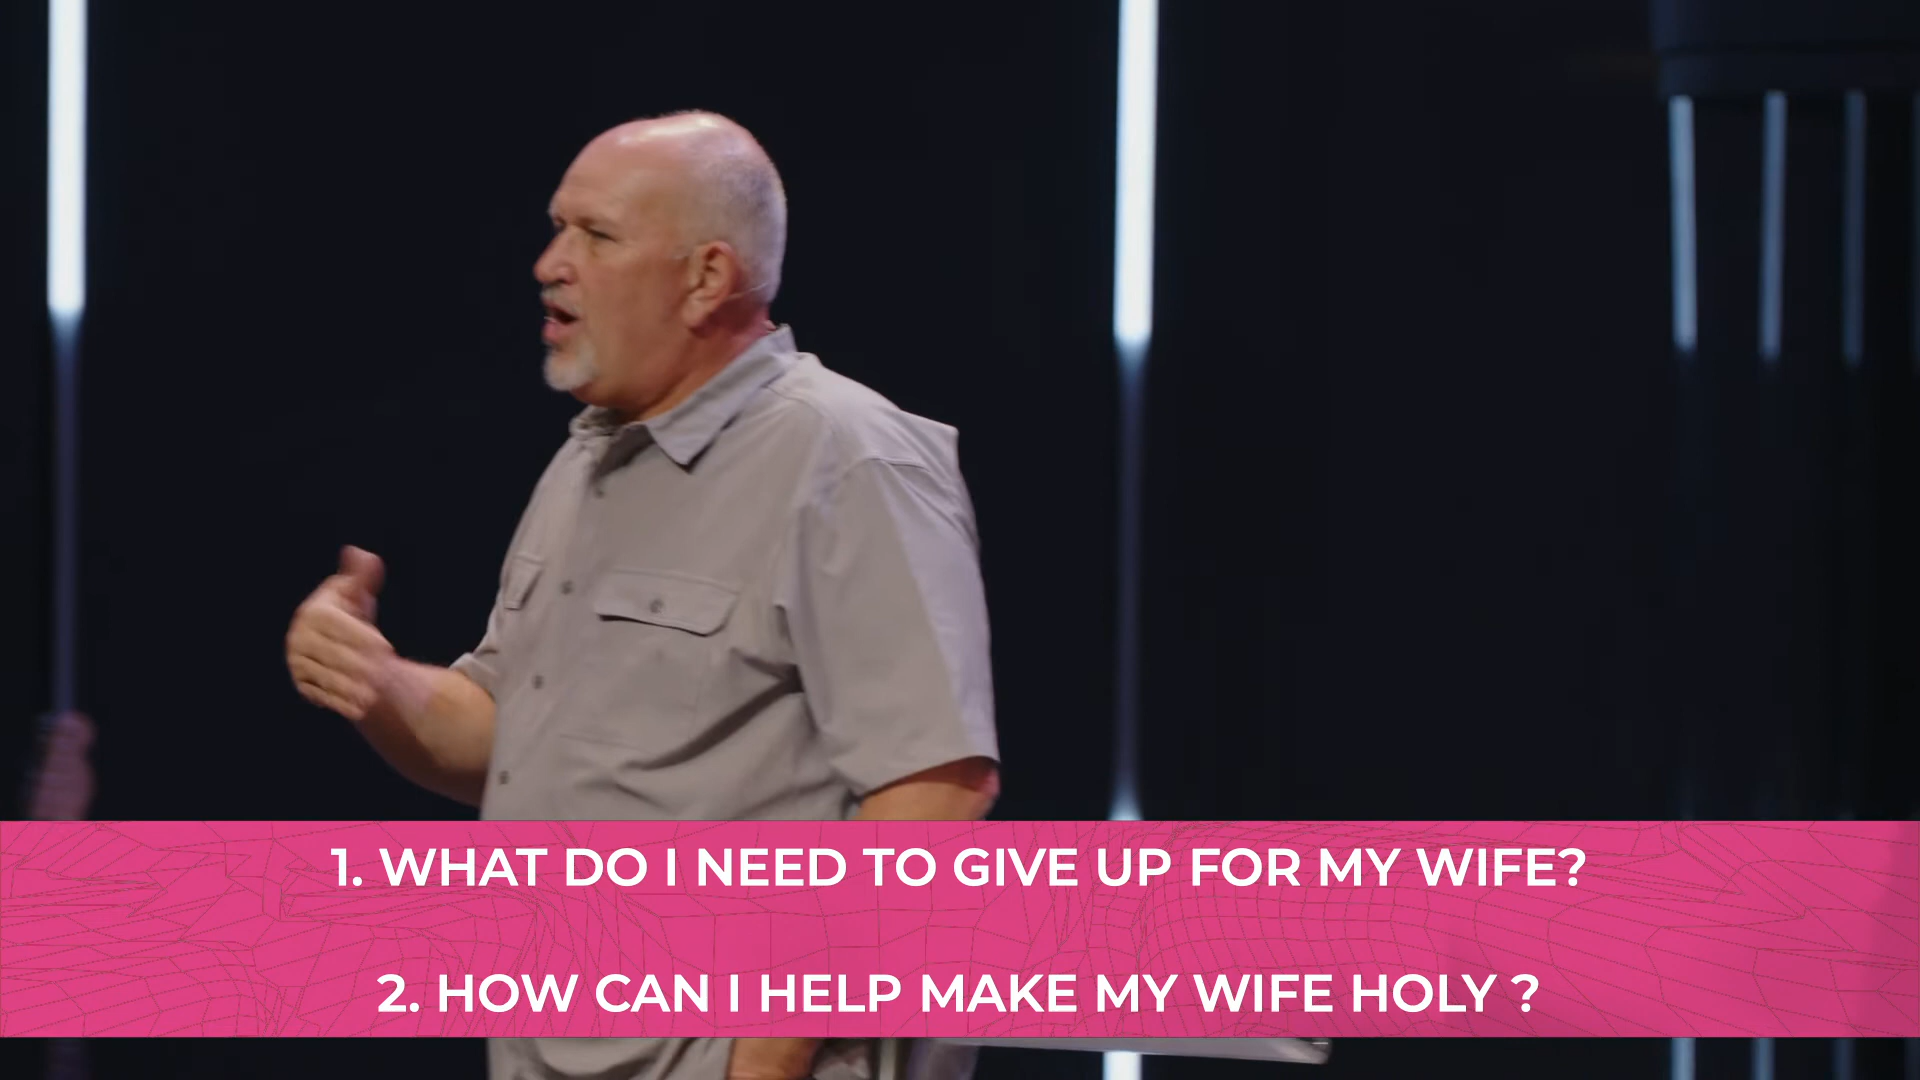 1. WHAT DO I NEED TO GIVE UP FOR MY WIFE?
2. HOW CAN I HELP MAKE MY WIFE HOLY ?